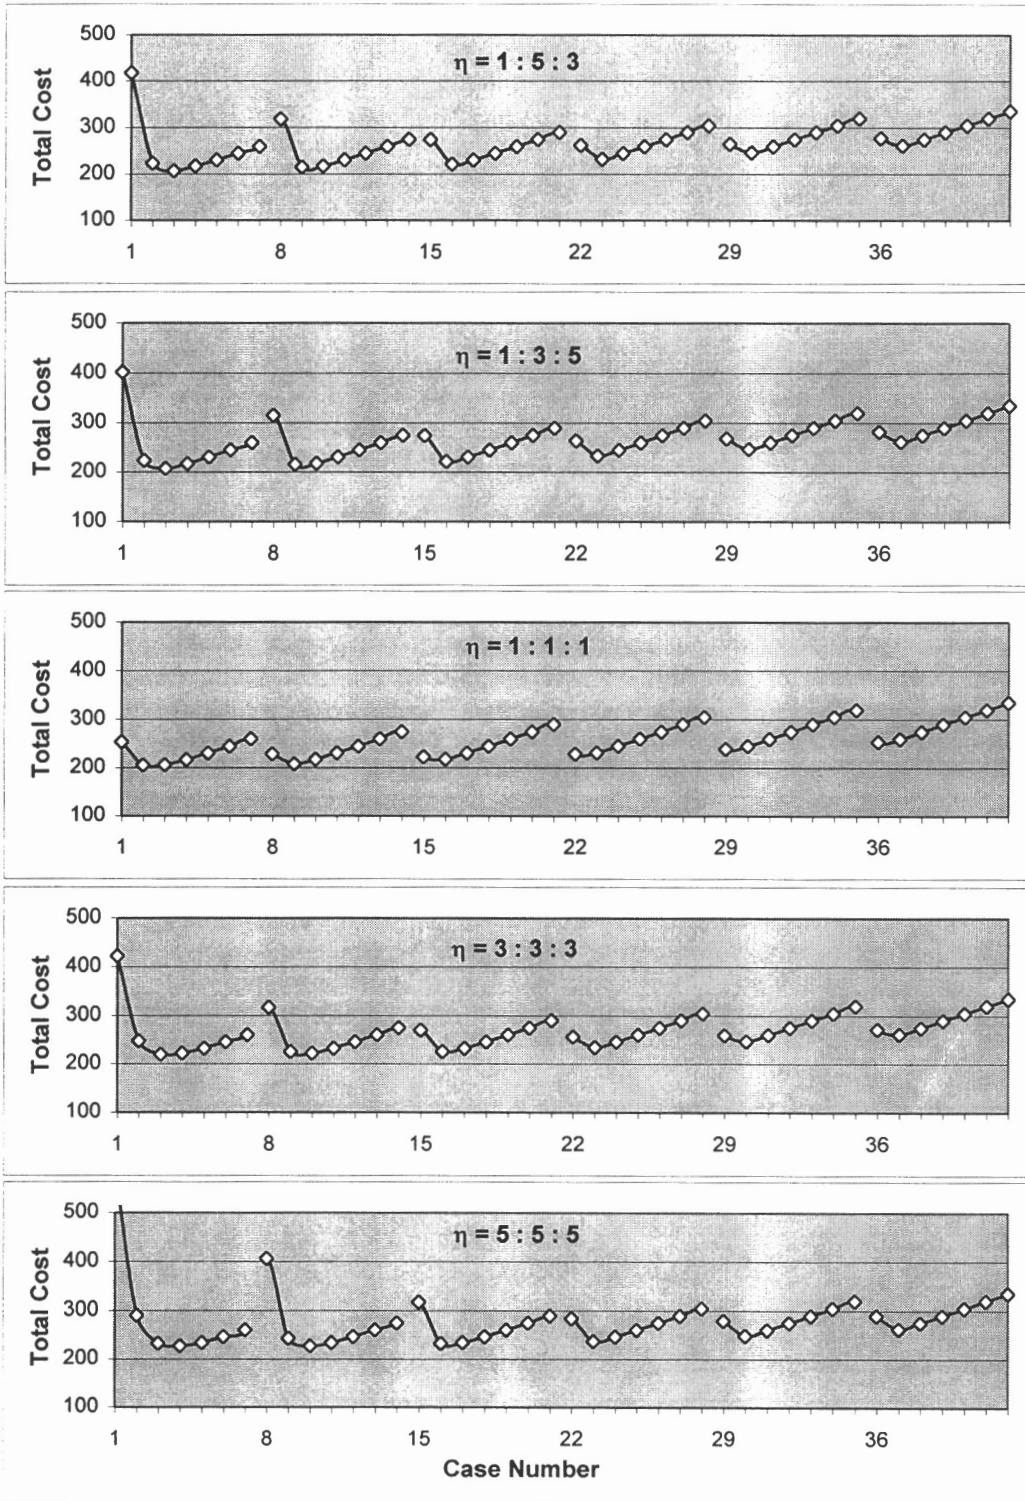 η = 1 : 5 : 3
Total Cost
500
400
300
200
100
1 8 15 22 29 36
η = 1 : 3 : 5
Total Cost
500
400
300
200
100
1 8 15 22 29 36
η = 1 : 1 : 1
Total Cost
500
400
300
200
100
1 8 15 22 29 36
η = 3 : 3 : 3
Total Cost
500
400
300
200
100
1 8 15 22 29 36
η = 5 : 5 : 5
Total Cost
500
400
300
200
100
1 8 15 22 29 36
Case Number